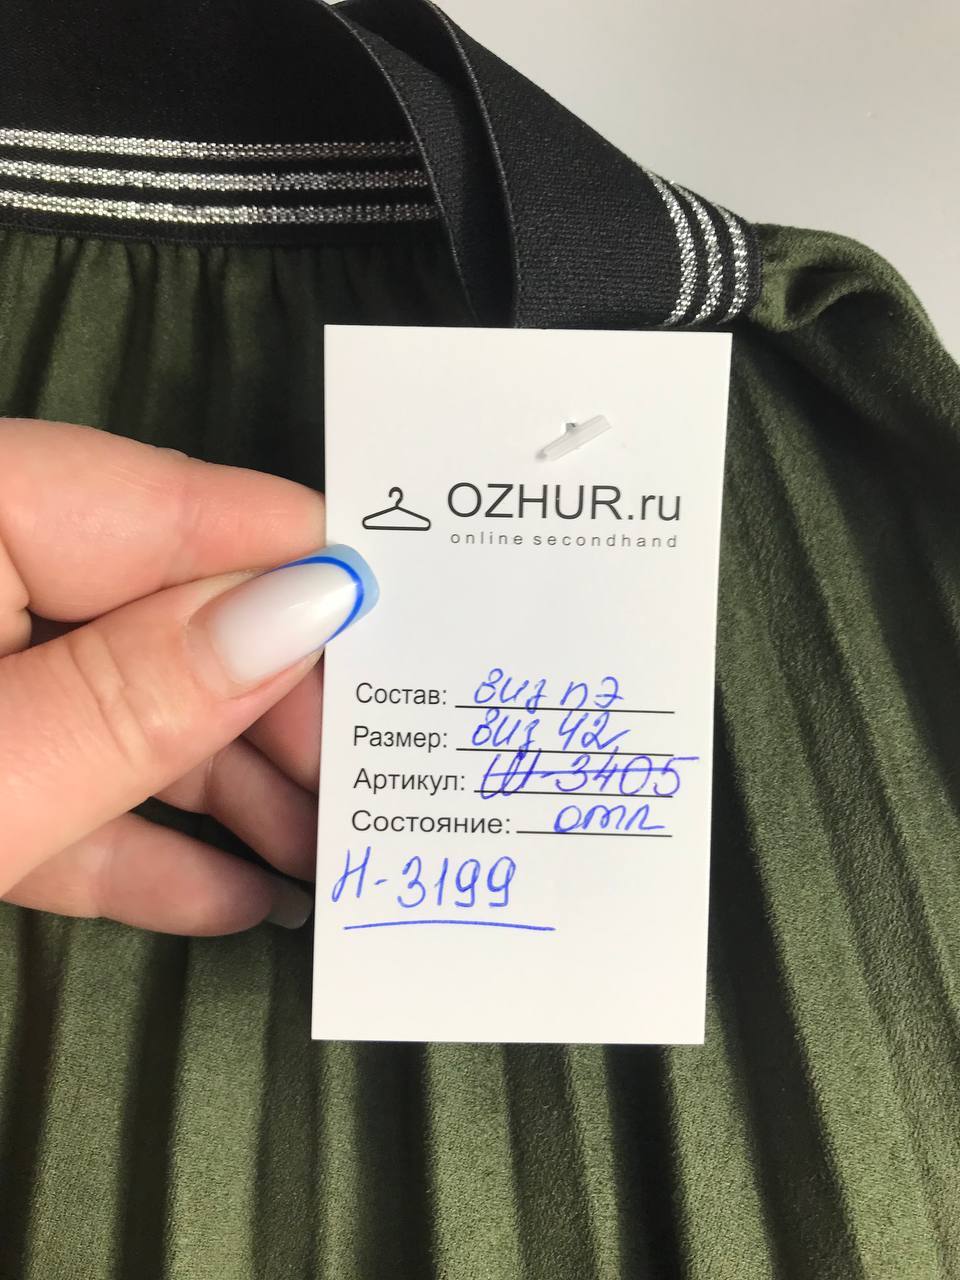 OZHUR.ru
online secondhand
Состав: виз пэ
Размер: виз 42
Артикул: Ш-3405
Состояние: отл
Н-3199